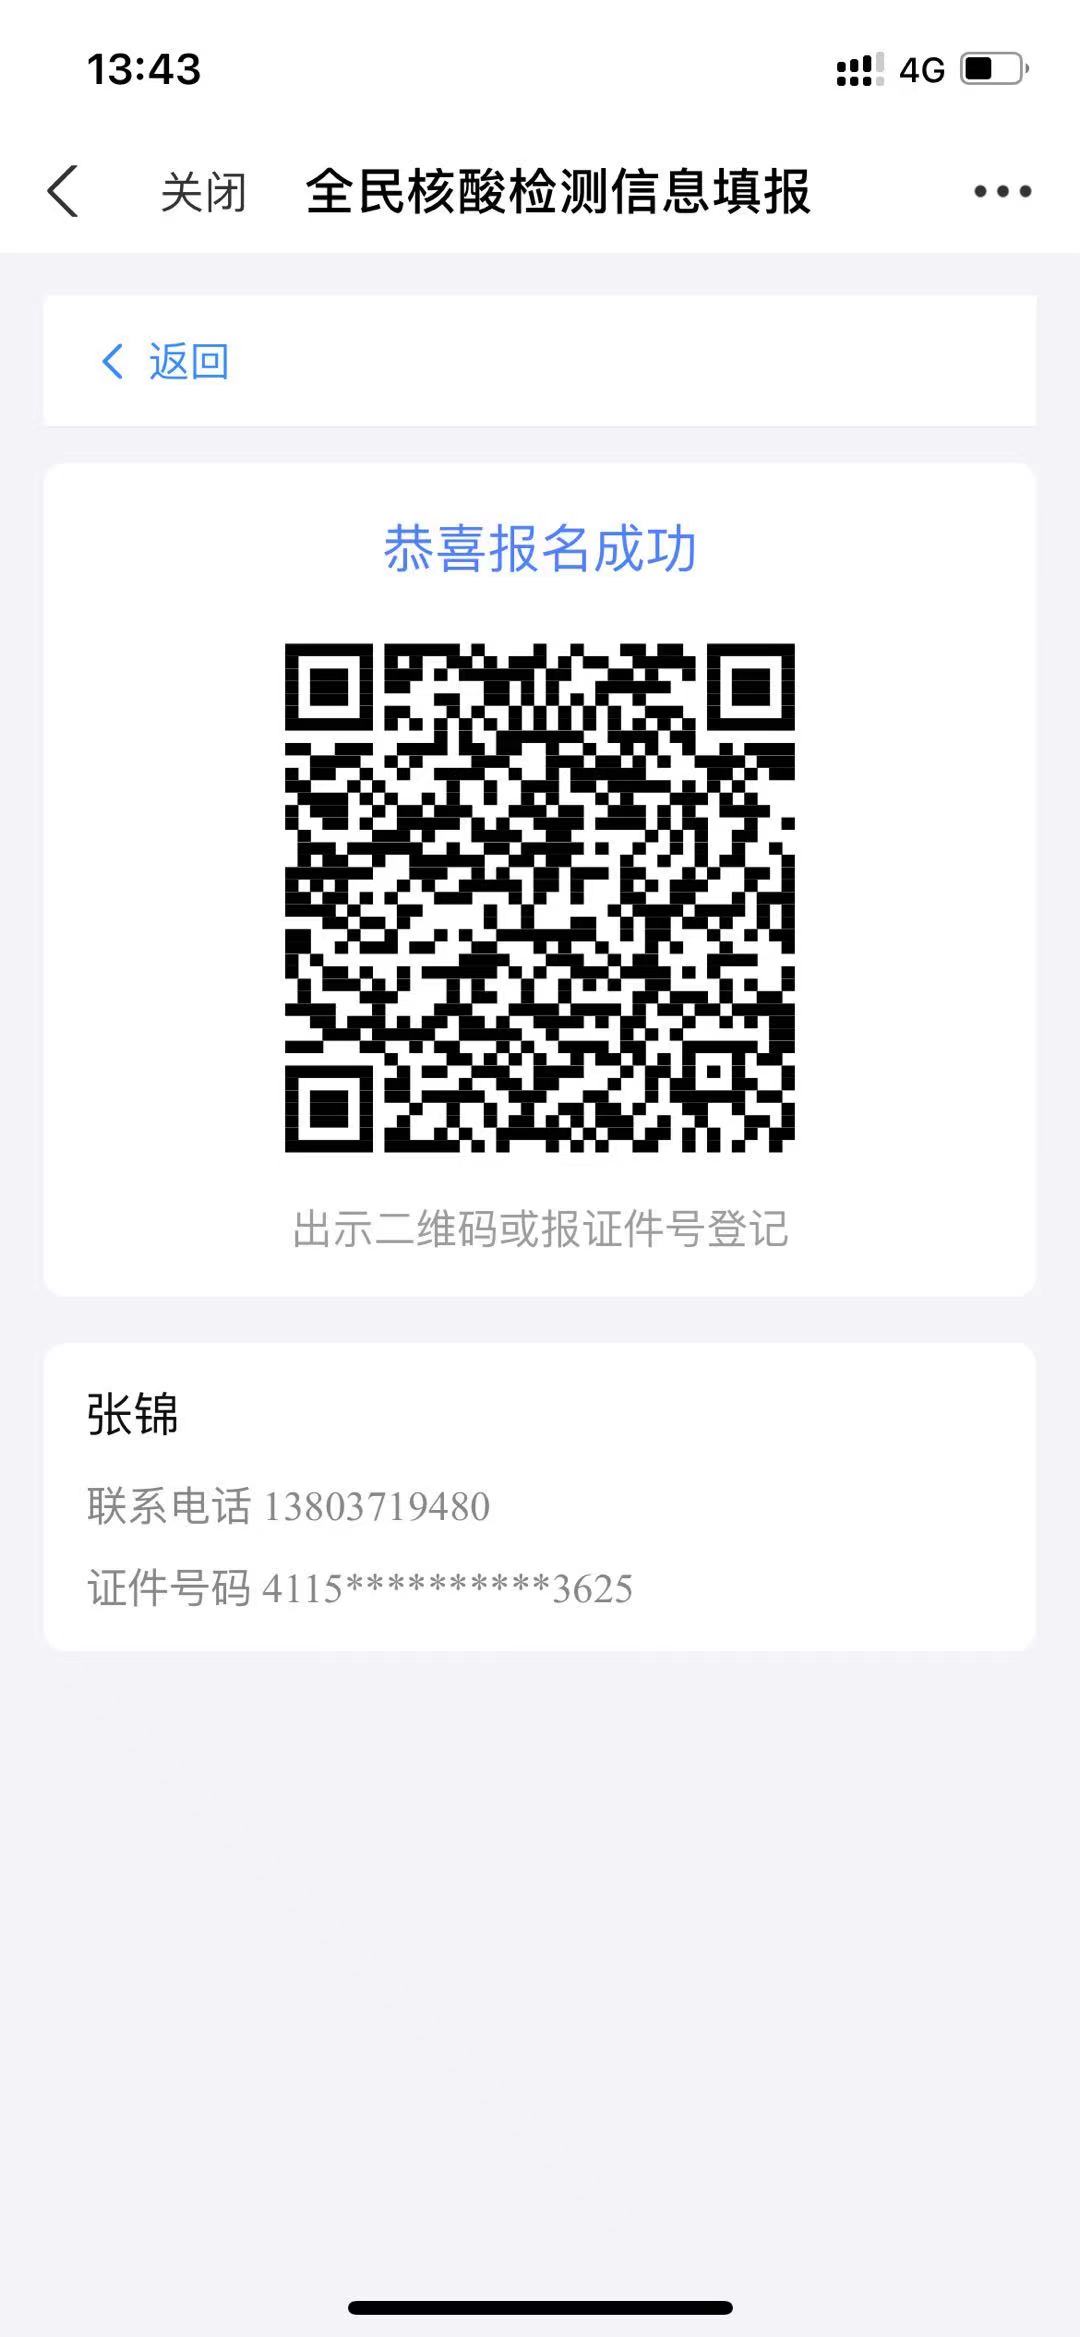 13:43
4G
关闭 全民核酸检测信息填报
返回
恭喜报名成功
出示二维码或报证件号登记
张锦
联系电话 13803719480
证件号码 4115**********3625